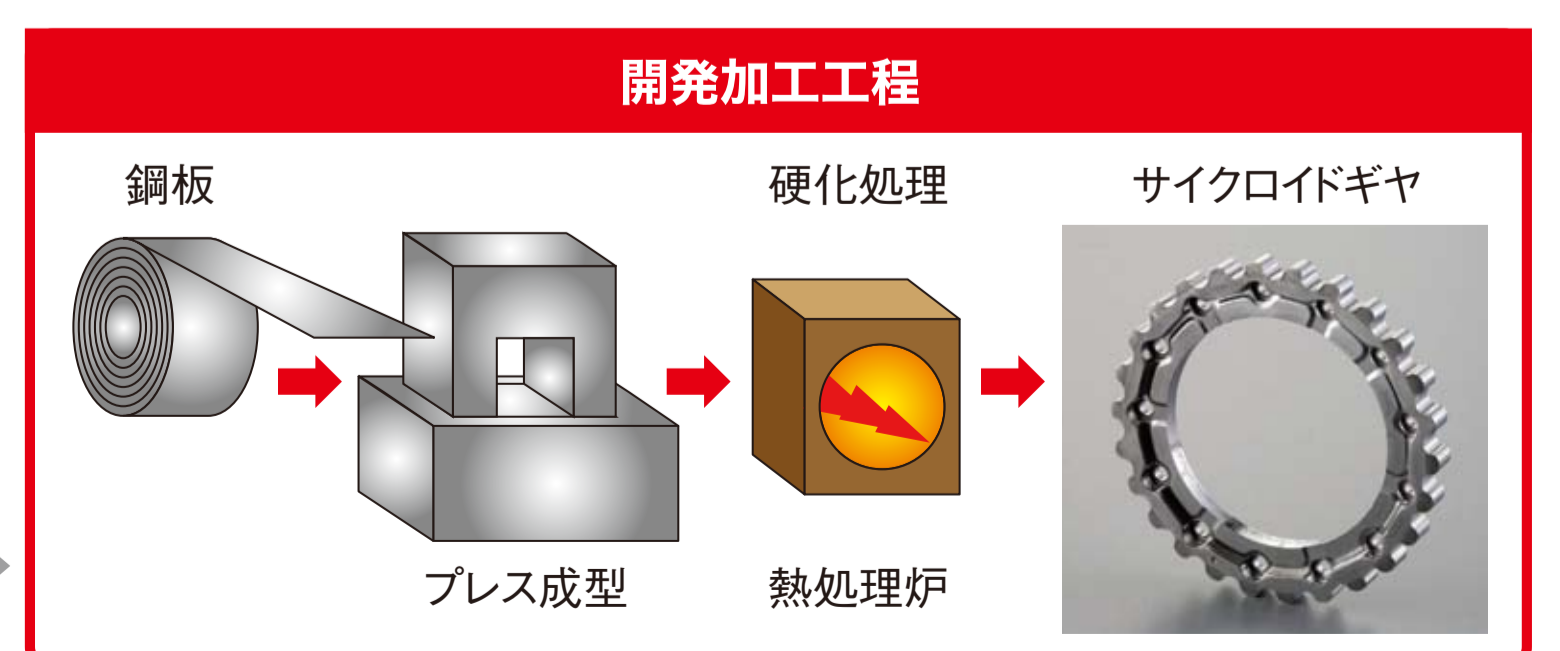 開発加工工程
鋼板
硬化処理
サイクロイドギヤ
プレス成型
熱処理炉